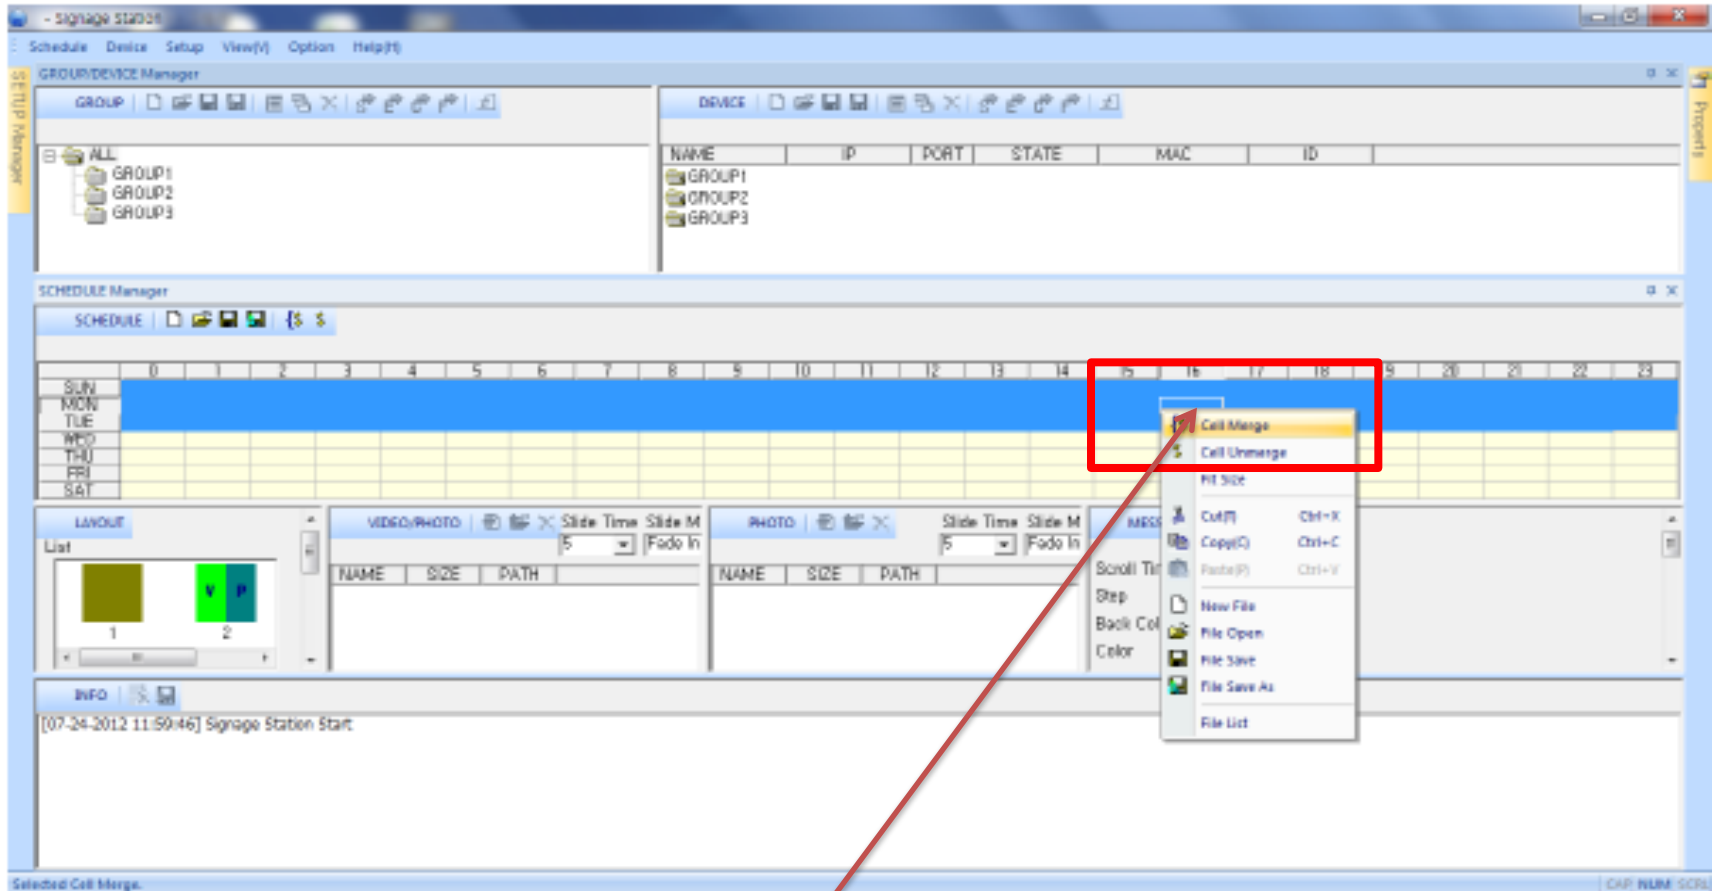 - Signage Station
Schedule Device Setup View(V) Option Help(H)
GROUP/DEVICE Manager
SETUP Manager
Property
GROUP
DEVICE
ALL
GROUP1
GROUP2
GROUP3
NAME IP PORT STATE MAC ID
GROUP1
GROUP2
GROUP3
SCHEDULE Manager
SCHEDULE
0 1 2 3 4 5 6 7 8 9 10 11 12 13 14 15 16 17 18 9 20 21 22 23
SUN
MON
TUE
WED
THU
FRI
SAT
Cell Merge
Cell Unmerge
Fit Size
Cut(T) Ctrl+X
Copy(C) Ctrl+C
Paste(P) Ctrl+V
New File
File Open
File Save
File Save As
File List
LAYOUT
List
V P
1 2
VIDEO/PHOTO Slide Time Slide M
5 Fade In
NAME SIZE PATH
PHOTO Slide Time Slide M
5 Fade In
NAME SIZE PATH
MESS
Scroll Tir
Step
Back Col
Color
INFO
[07-24-2012 11:59:46] Signage Station Start
Selected Cell Merge.
CAP NUM SCRL